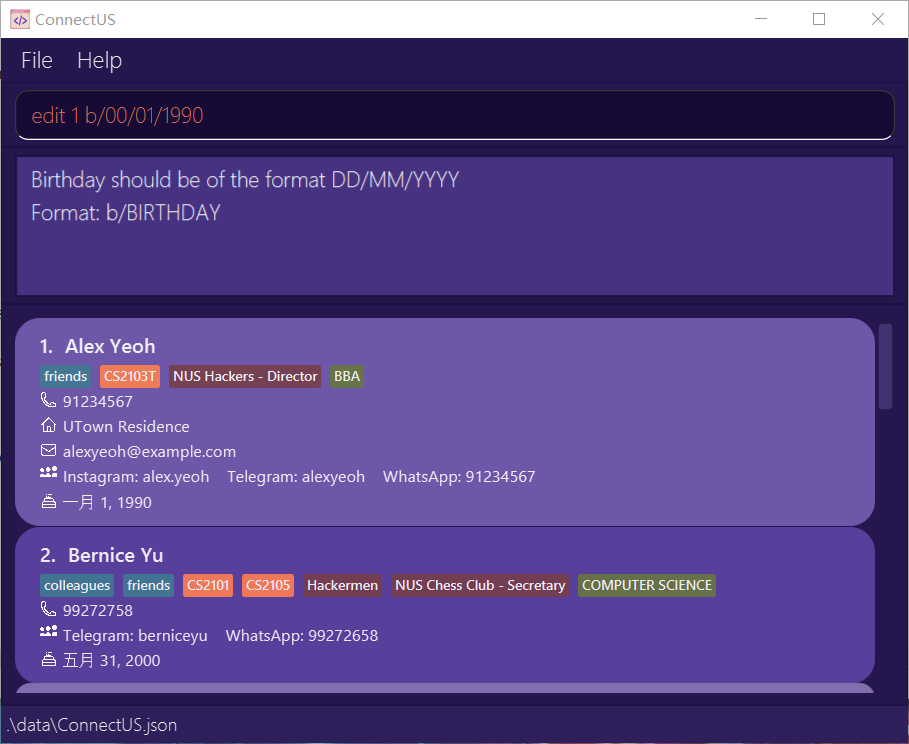 ConnectUS
File Help
edit 1 b/00/01/1990
Birthday should be of the format DD/MM/YYYY
Format: b/BIRTHDAY
1. Alex Yeoh
friends CS2103T NUS Hackers - Director BBA
91234567
UTown Residence
alexyeoh@example.com
Instagram: alex.yeoh Telegram: alexyeoh WhatsApp: 91234567
一月 1, 1990
2. Bernice Yu
colleagues friends CS2101 CS2105 Hackermen NUS Chess Club - Secretary COMPUTER SCIENCE
99272758
Telegram: berniceyu WhatsApp: 99272658
五月 31, 2000
.\data\ConnectUS.json